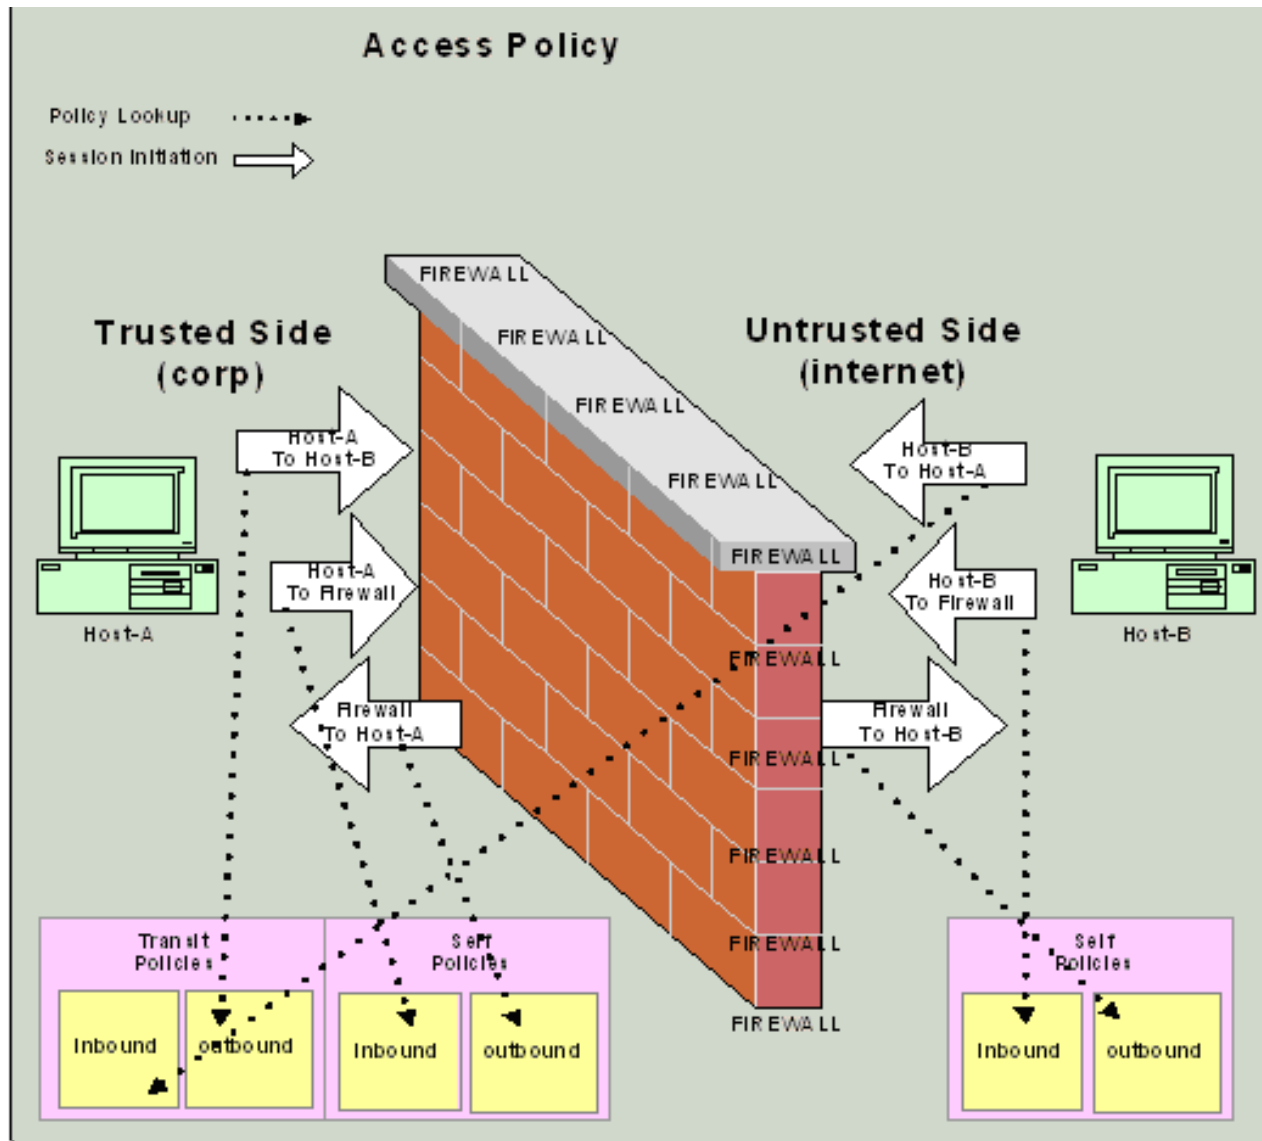 Access Policy
Policy Lookup
Session Initiation
Trusted Side
(corp)
Untrusted Side
(internet)
FIREWALL
FIREWALL
FIREWALL
FIREWALL
FIREWALL
FIREWALL
FIREWALL
FIREWALL
FIREWALL
FIREWALL
Host-A
To Host-B
Host-A
To Firewall
Firewall
To Host-A
Host-A
Host-B
To Host-A
Host-B
To Firewall
Firewall
To Host-B
Host-B
Transit
Policies
Inbound
outbound
Self
Policies
Inbound
outbound
Self
Policies
Inbound
outbound